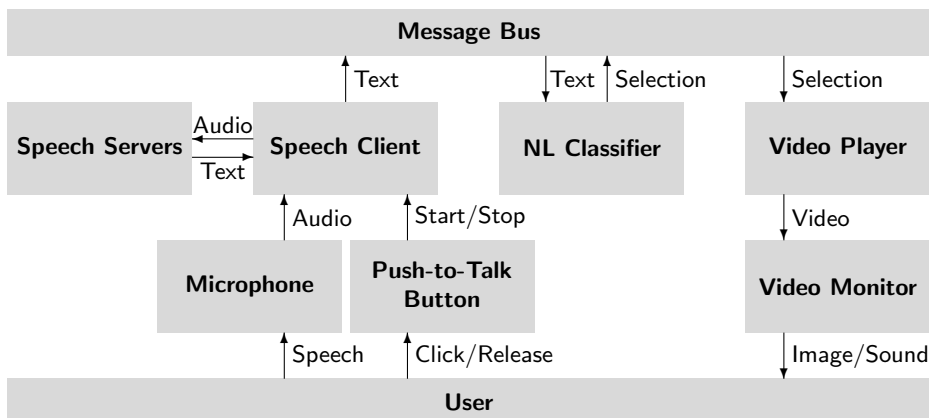 Message Bus
Text
Text
Selection
Selection
Speech Servers
Audio
Text
Speech Client
NL Classifier
Video Player
Audio
Start/Stop
Video
Microphone
Push-to-Talk
Button
Video Monitor
Speech
Click/Release
Image/Sound
User